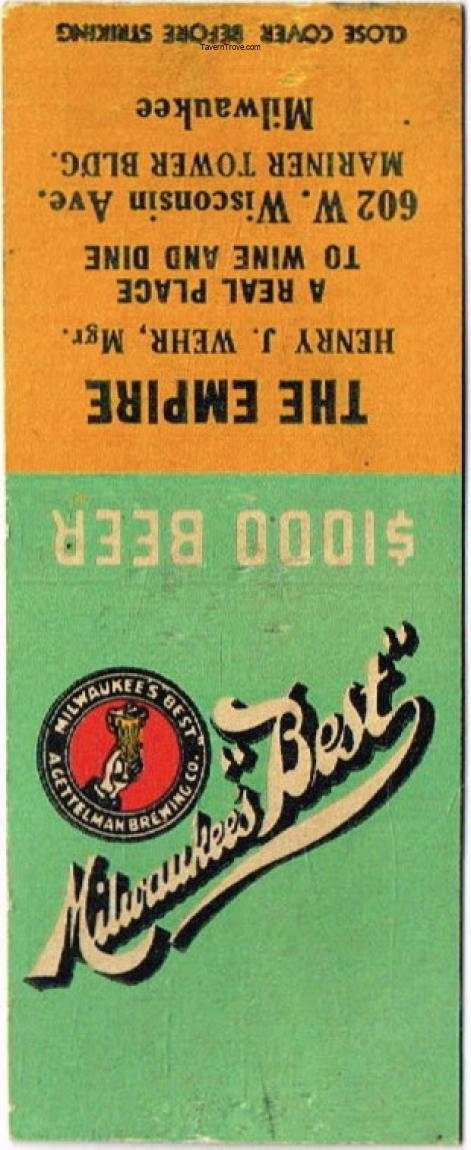 CLOSE COVER BEFORE STRIKING
TavernTrove.com
THE EMPIRE
HENRY J. WEHR, Mgr.
A REAL PLACE
TO WINE AND DINE
602 W. Wisconsin Ave.
MARINER TOWER BLDG.
Milwaukee
$1000 BEER
MILWAUKEE'S "BEST"
A. GETTELMAN BREWING CO.
Milwaukee's "Best"